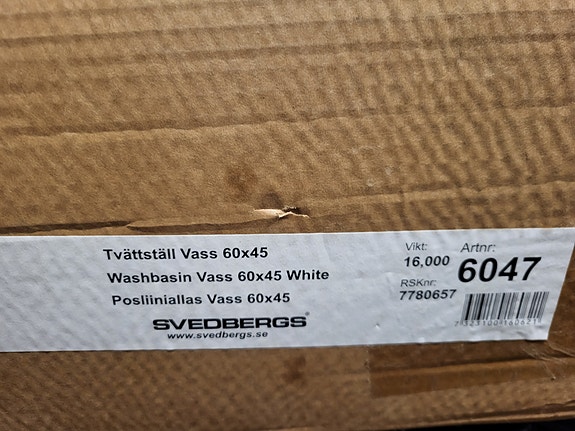 Tvättställ Vass 60x45
Washbasin Vass 60x45 White
Posliiniallas Vass 60x45
SVEDBERGS®
www.svedbergs.se
Vikt:
16,000
RSKnr:
7780657
Artnr:
6047
7323100916062